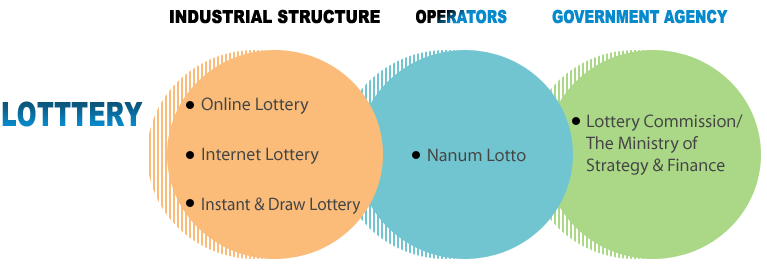 INDUSTRIAL STRUCTURE
OPERATORS
GOVERNMENT AGENCY
LOTTTERY
Online Lottery
Internet Lottery
Instant & Draw Lottery
Nanum Lotto
Lottery Commission/
The Ministry of
Strategy & Finance